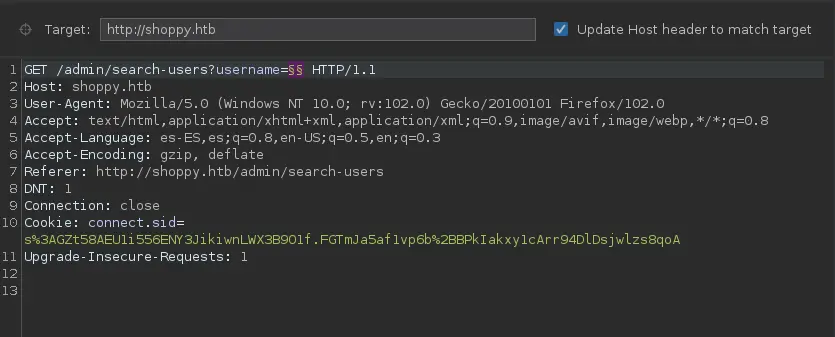 Target: http://shoppy.htb Update Host header to match target
1 GET /admin/search-users?username=§§ HTTP/1.1
2 Host: shoppy.htb
3 User-Agent: Mozilla/5.0 (Windows NT 10.0; rv:102.0) Gecko/20100101 Firefox/102.0
4 Accept: text/html,application/xhtml+xml,application/xml;q=0.9,image/avif,image/webp,*/*;q=0.8
5 Accept-Language: es-ES,es;q=0.8,en-US;q=0.5,en;q=0.3
6 Accept-Encoding: gzip, deflate
7 Referer: http://shoppy.htb/admin/search-users
8 DNT: 1
9 Connection: close
10 Cookie: connect.sid=
s%3AGZt58AEU1i556ENY3JikiwnLWX3B9O1f.FGTmJa5af1vp6b%2BBPkIakxy1cArr94DlDsjwlzs8qoA
11 Upgrade-Insecure-Requests: 1
12
13